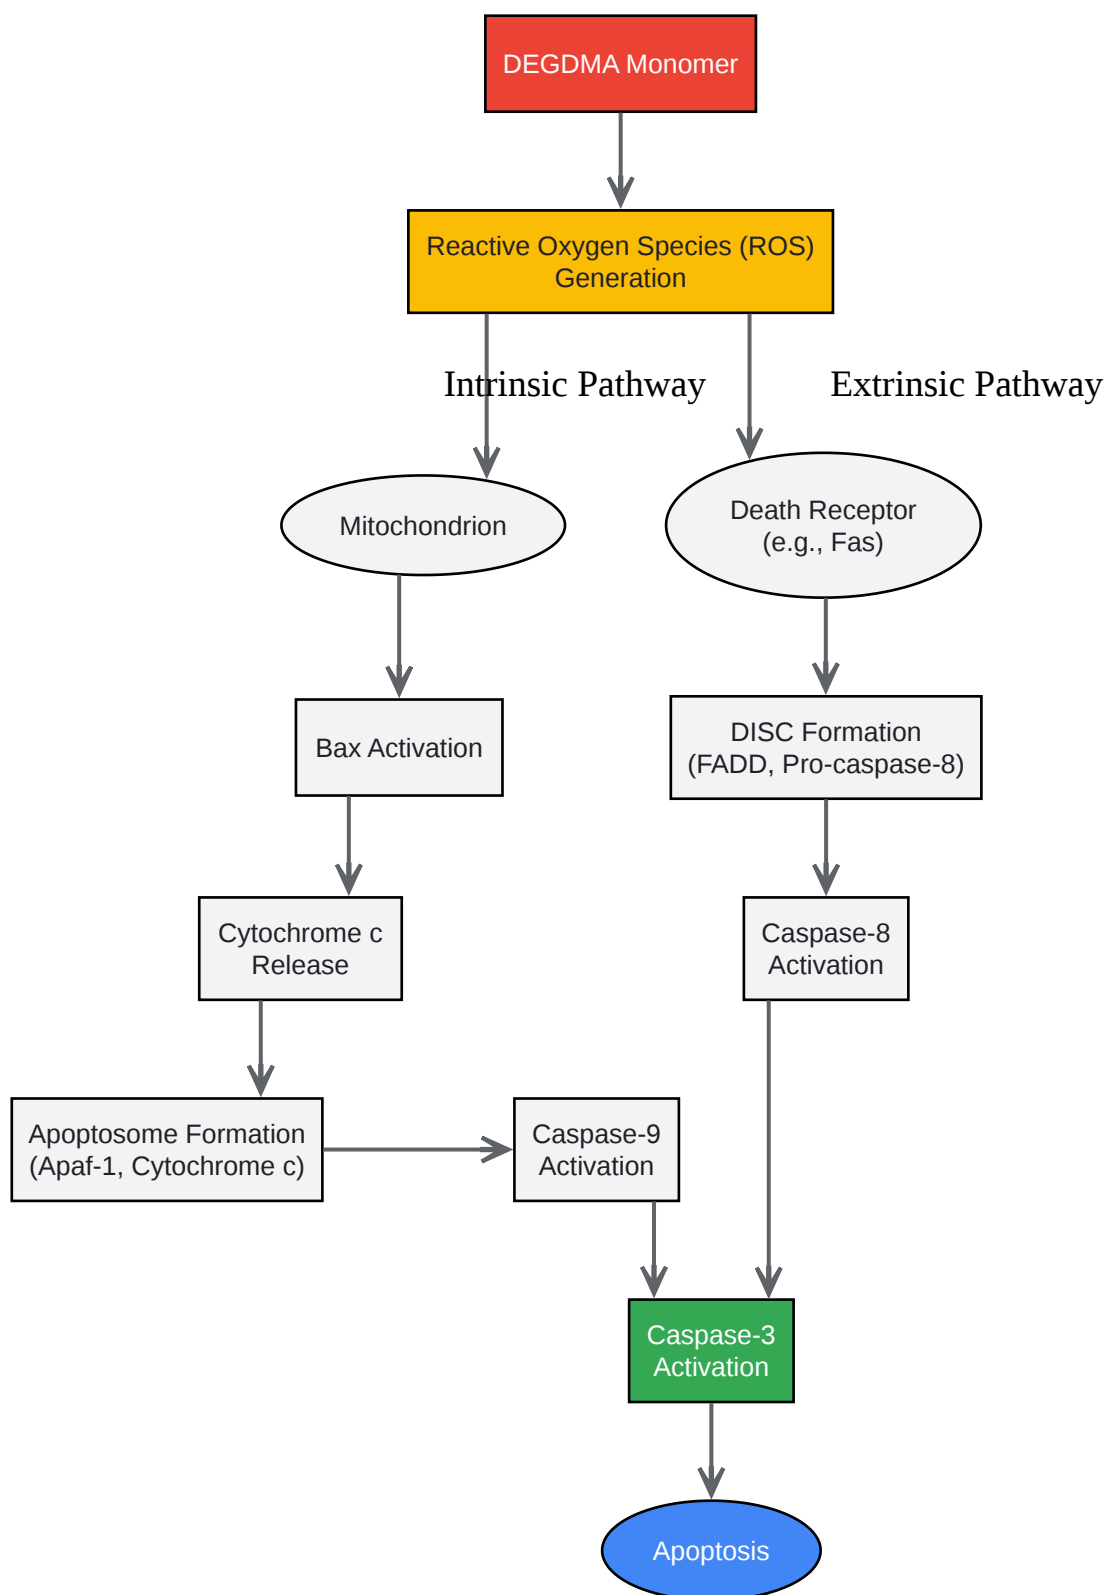 DEGDMA Monomer
Reactive Oxygen Species (ROS)
Generation
Intrinsic Pathway
Extrinsic Pathway
Mitochondrion
Death Receptor
(e.g., Fas)
Bax Activation
DISC Formation
(FADD, Pro-caspase-8)
Cytochrome c
Release
Caspase-8
Activation
Apoptosome Formation
(Apaf-1, Cytochrome c)
Caspase-9
Activation
Caspase-3
Activation
Apoptosis